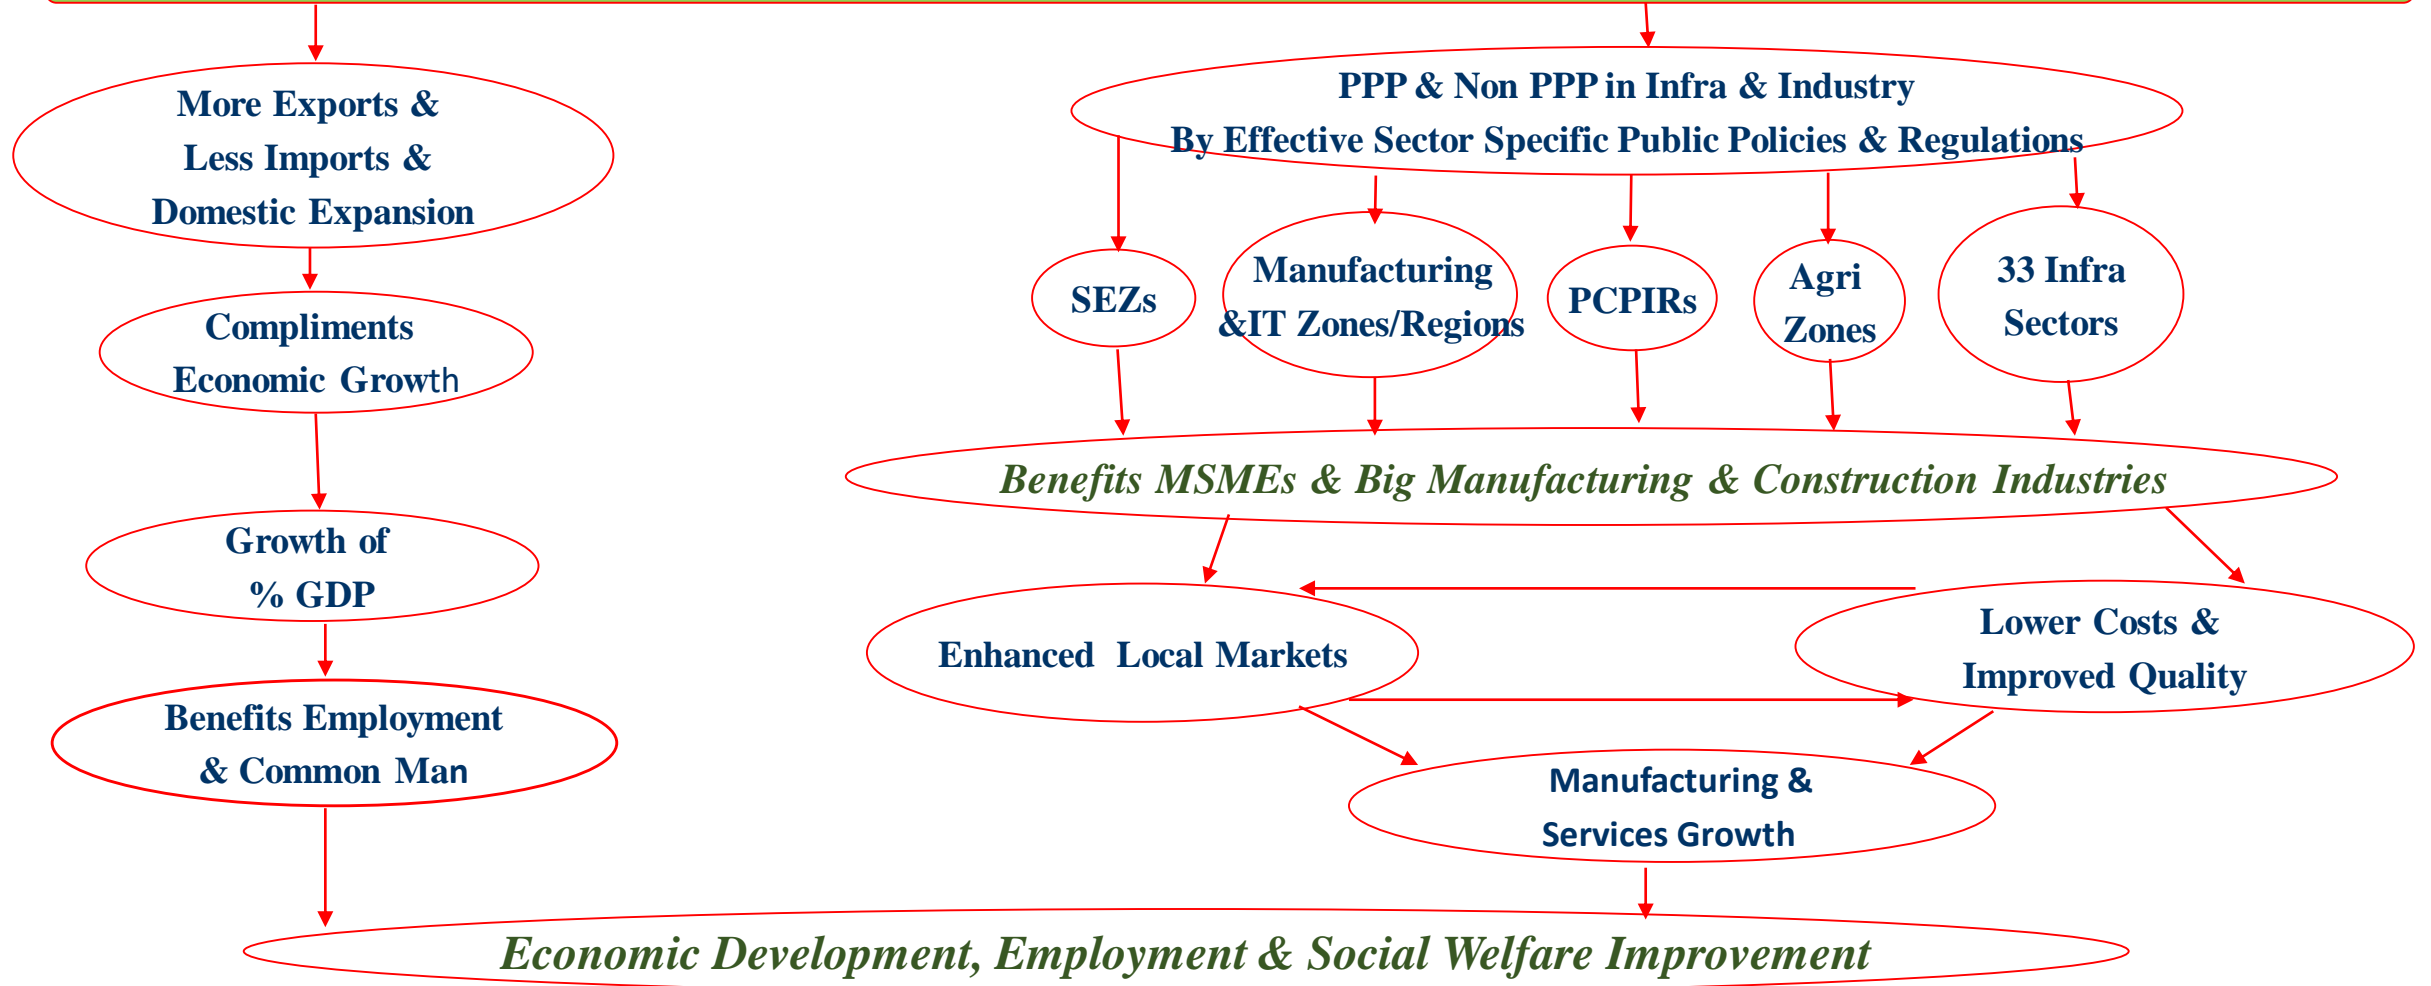 More Exports &
Less Imports &
Domestic Expansion
Compliments
Economic Growth
Growth of
% GDP
Benefits Employment
& Common Man
PPP & Non PPP in Infra & Industry
By Effective Sector Specific Public Policies & Regulations
SEZs
Manufacturing
&IT Zones/Regions
PCPIRs
Agri
Zones
33 Infra
Sectors
Benefits MSMEs & Big Manufacturing & Construction Industries
Enhanced Local Markets
Lower Costs &
Improved Quality
Manufacturing &
Services Growth
Economic Development, Employment & Social Welfare Improvement